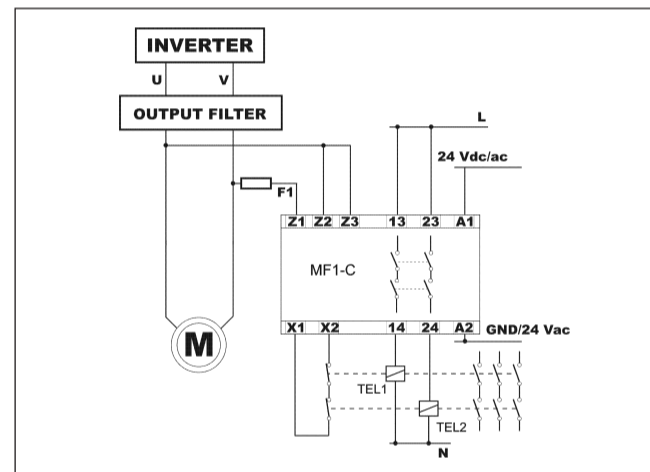 INVERTER
U V
OUTPUT FILTER
L
24 Vdc/ac
F1
Z1 Z2 Z3 13 23 A1
MF1-C
X1 X2 14 24 A2
GND/24 Vac
M
TEL1
TEL2
N